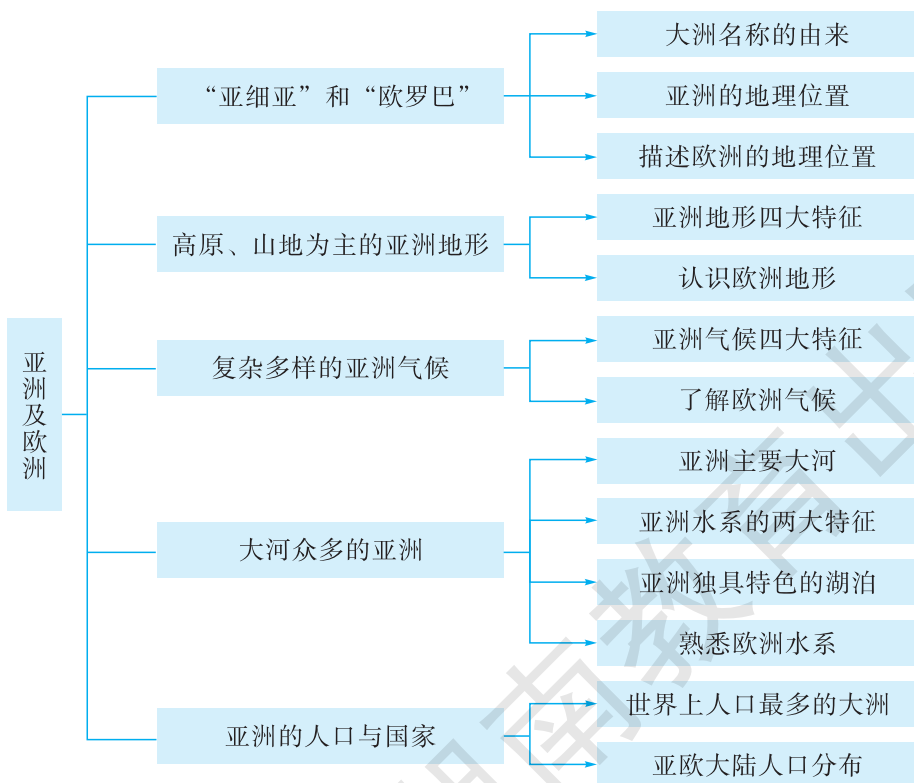 亚洲及欧洲
“亚细亚”和“欧罗巴”
大洲名称的由来
亚洲的地理位置
描述欧洲的地理位置
高原、山地为主的亚洲地形
亚洲地形四大特征
认识欧洲地形
复杂多样的亚洲气候
亚洲气候四大特征
了解欧洲气候
大河众多的亚洲
亚洲主要大河
亚洲水系的两大特征
亚洲独具特色的湖泊
熟悉欧洲水系
亚洲的人口与国家
世界上人口最多的大洲
亚欧大陆人口分布
南教育出